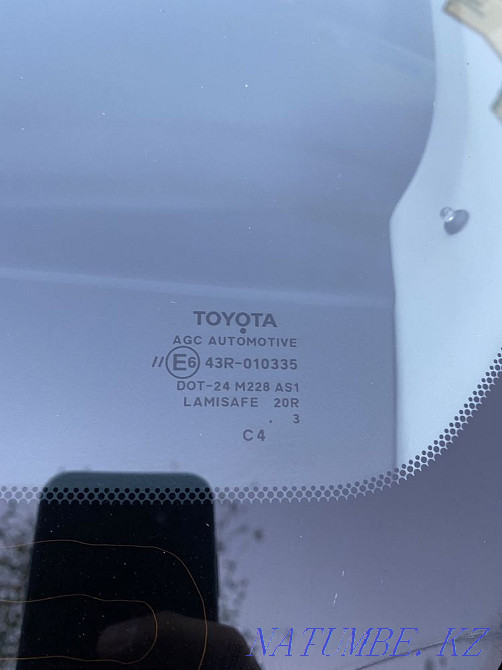 TOYOTA
AGC AUTOMOTIVE
//E6 43R-010335
DOT-24 M228 AS1
LAMISAFE 20R
. 3
C4
NATUMBE.KZ